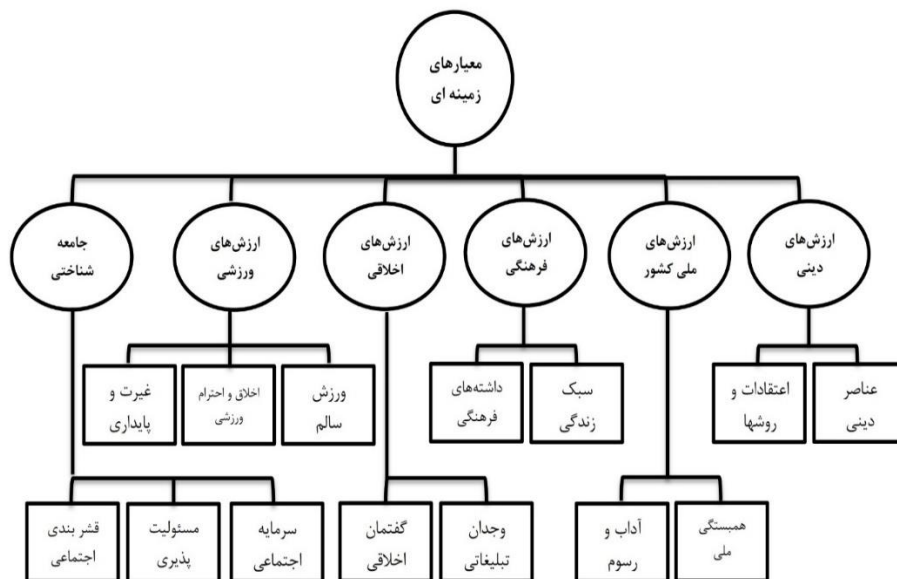 معیارهای
زمینه ای
ارزش‌های
دینی
ارزش‌های
ملی کشور
ارزش‌های
فرهنگی
ارزش‌های
اخلاقی
ارزش‌های
ورزشی
جامعه
شناختی
عناصر
دینی
اعتقادات و
روشها
سبک
زندگی
داشته‌های
فرهنگی
ورزش
سالم
اخلاق و احترام
ورزشی
غیرت و
پایداری
همبستگی
ملی
آداب و
رسوم
وجدان
تبلیغاتی
گفتمان
اخلاقی
سرمایه
اجتماعی
مسئولیت
پذیری
قشر بندی
اجتماعی